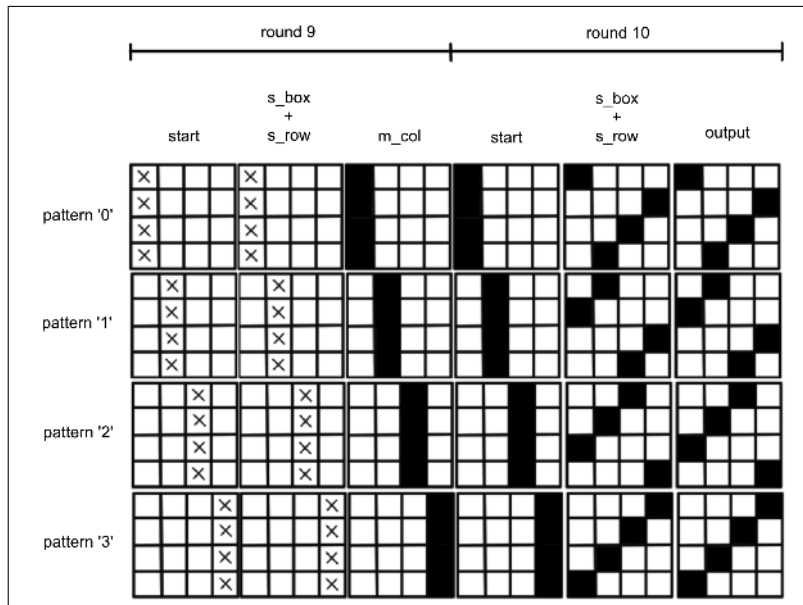 round 9 round 10
s_box s_box
+ +
start s_row m_col start s_row output
pattern '0'
pattern '1'
pattern '2'
pattern '3'